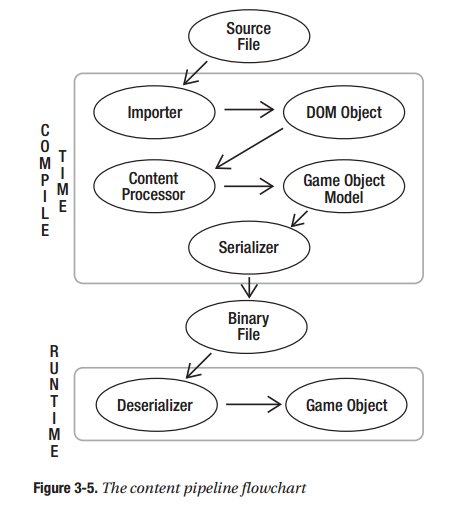 Source
File
COMPILE
TIME
Importer
DOM Object
Content
Processor
Game Object
Model
Serializer
Binary
File
RUNTIME
Deserializer
Game Object
Figure 3-5. The content pipeline flowchart